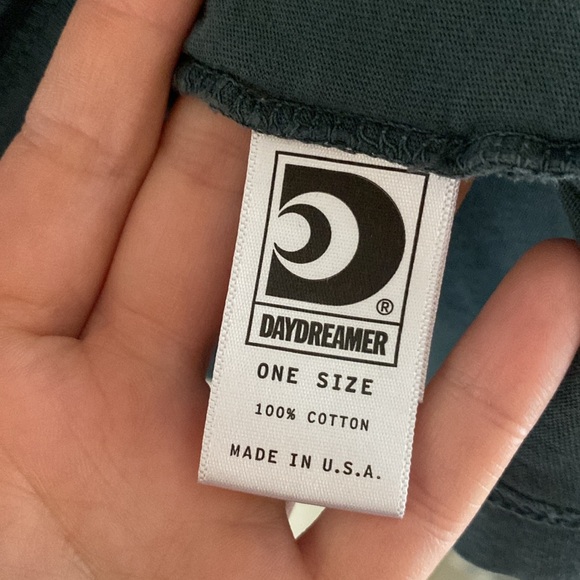 ®
DAYDREAMER
ONE SIZE
100% COTTON
MADE IN U.S.A.